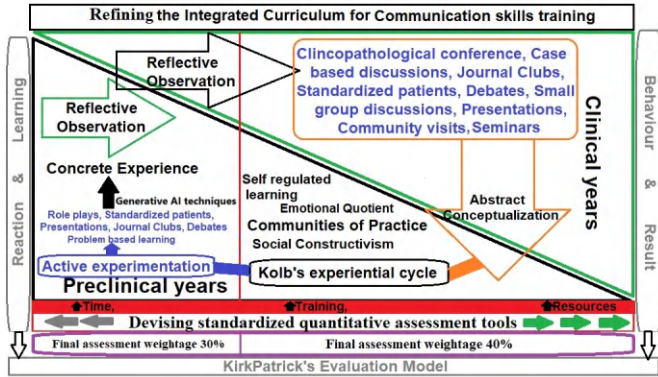 Refining the Integrated Curriculum for Communication skills training
Reaction & Learning
Reflective
Observation
Reflective
Observation
Clincopathological conference, Case
based discussions, Journal Clubs,
Standardized patients, Debates, Small
group discussions, Presentations,
Community visits,Seminars
Clinical years
Behaviour & Result
Concrete Experience
Generative AI techniques
Role plays, Standardized patients,
Presentations, Journal Clubs, Debates
Problem based learning
Active experimentation
Preclinical years
Self regulated
learning
Emotional Quotient
Communities of Practice
Social Constructivism
Kolb's experiential cycle
Abstract
Conceptualization
Time,
Training,
Resources
Devising standardized quantitative assessment tools
Final assessment weightage 30%
Final assessment weightage 40%
KirkPatrick's Evaluation Model